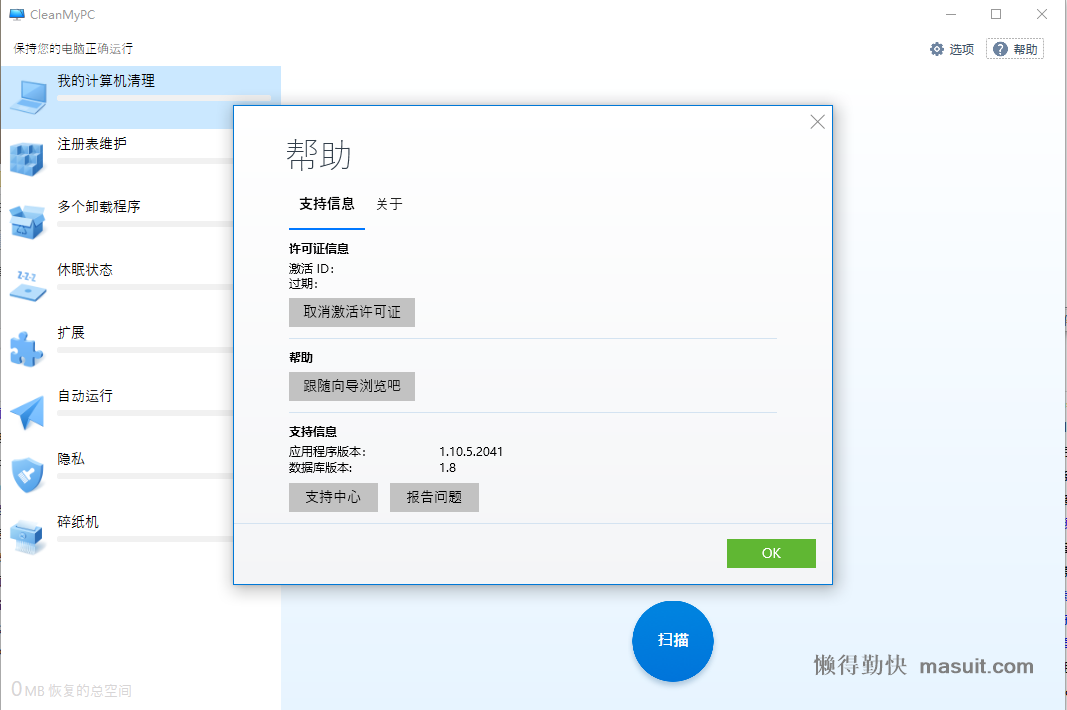 CleanMyPC
保持您的电脑正确运行
选项
帮助
我的计算机清理
注册表维护
多个卸载程序
休眠状态
扩展
自动运行
隐私
碎纸机
0 MB 恢复的总空间
帮助
支持信息 关于
许可证信息
激活 ID:
过期:
取消激活许可证
帮助
跟随向导浏览吧
支持信息
应用程序版本: 1.10.5.2041
数据库版本: 1.8
支持中心 报告问题
OK
扫描
懒得勤快 masuit.com